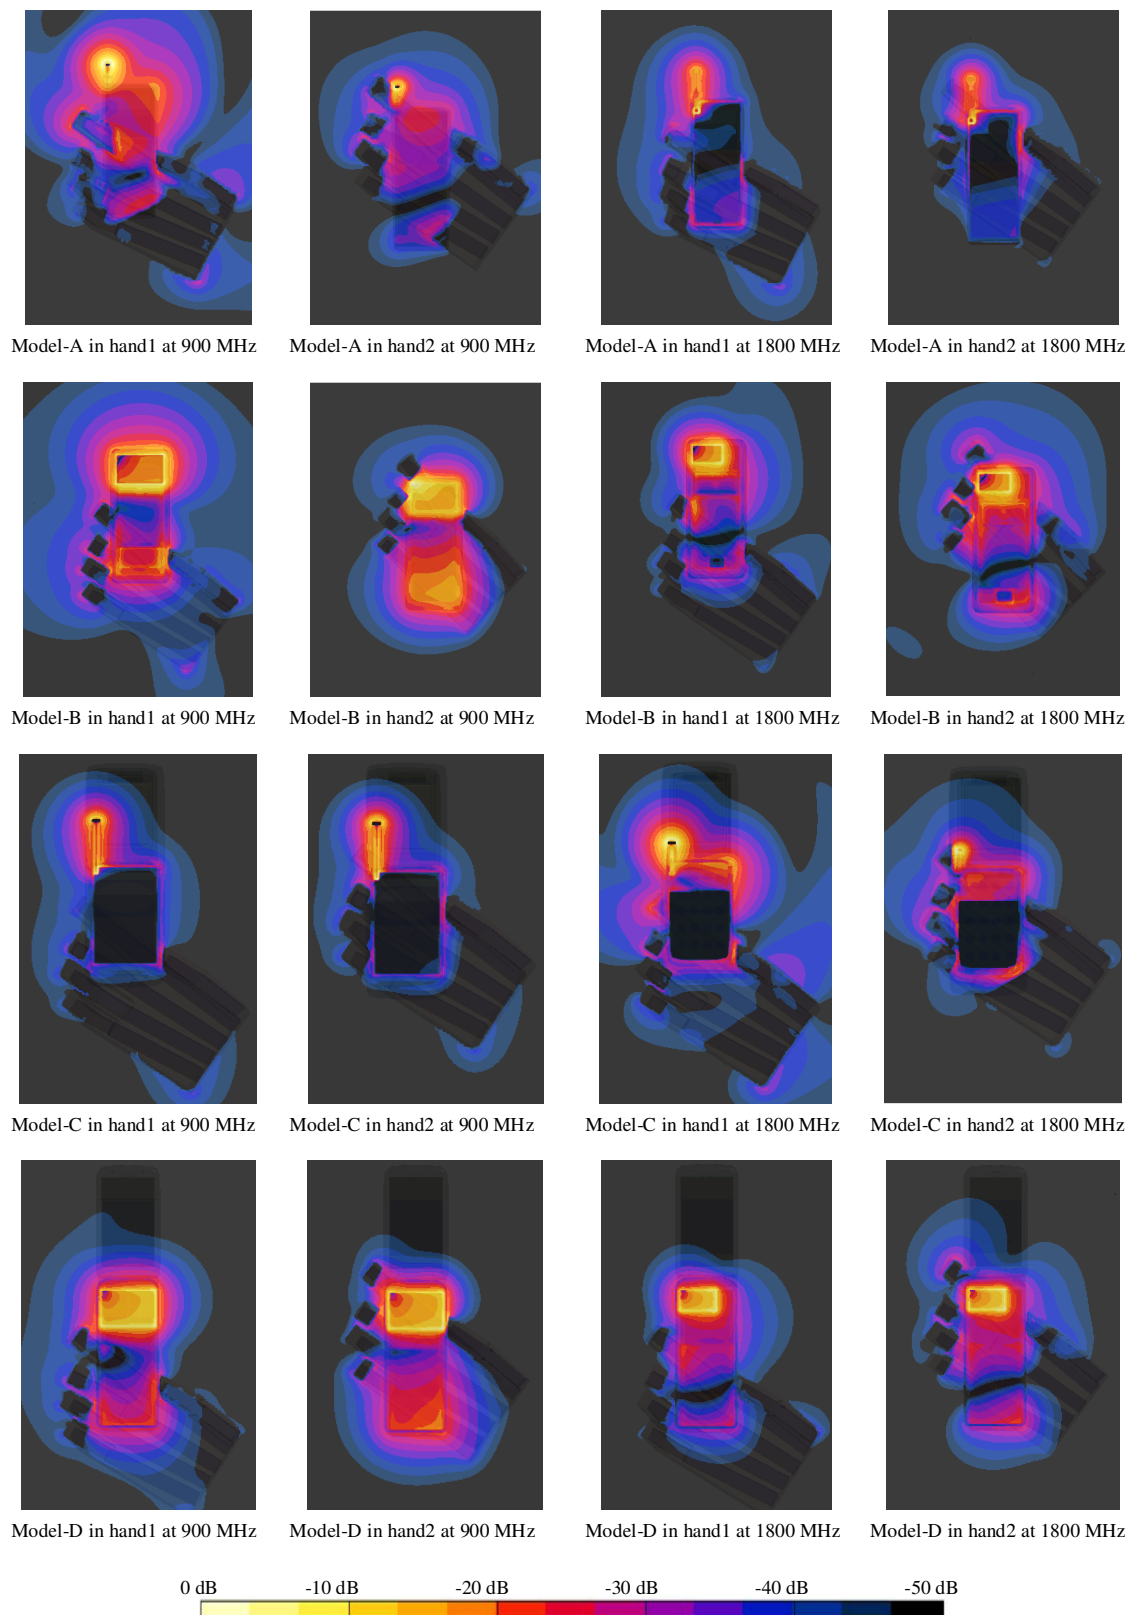 Model-A in hand1 at 900 MHz Model-A in hand2 at 900 MHz Model-A in hand1 at 1800 MHz Model-A in hand2 at 1800 MHz
Model-B in hand1 at 900 MHz Model-B in hand2 at 900 MHz Model-B in hand1 at 1800 MHz Model-B in hand2 at 1800 MHz
Model-C in hand1 at 900 MHz Model-C in hand2 at 900 MHz Model-C in hand1 at 1800 MHz Model-C in hand2 at 1800 MHz
Model-D in hand1 at 900 MHz Model-D in hand2 at 900 MHz Model-D in hand1 at 1800 MHz Model-D in hand2 at 1800 MHz
0 dB -10 dB -20 dB -30 dB -40 dB -50 dB